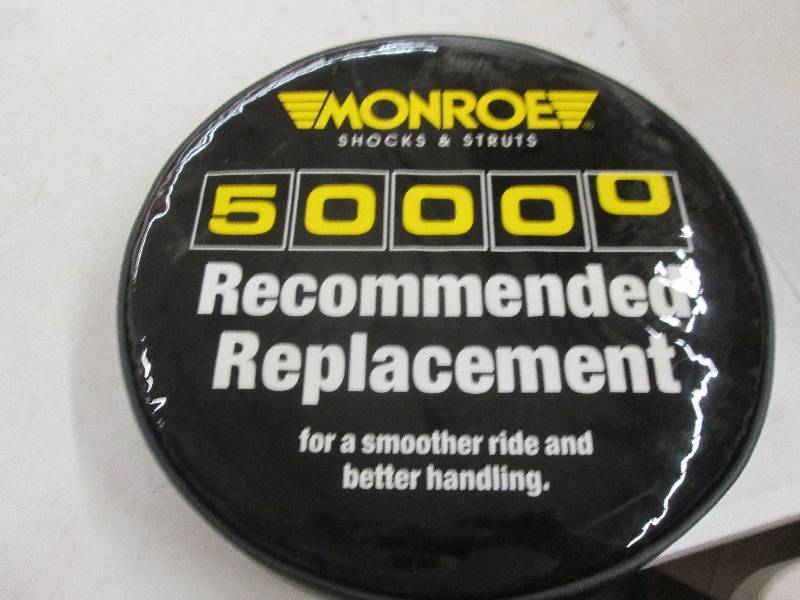 MONROE®
SHOCKS & STRUTS
50000
Recommended
Replacement
for a smoother ride and
better handling.